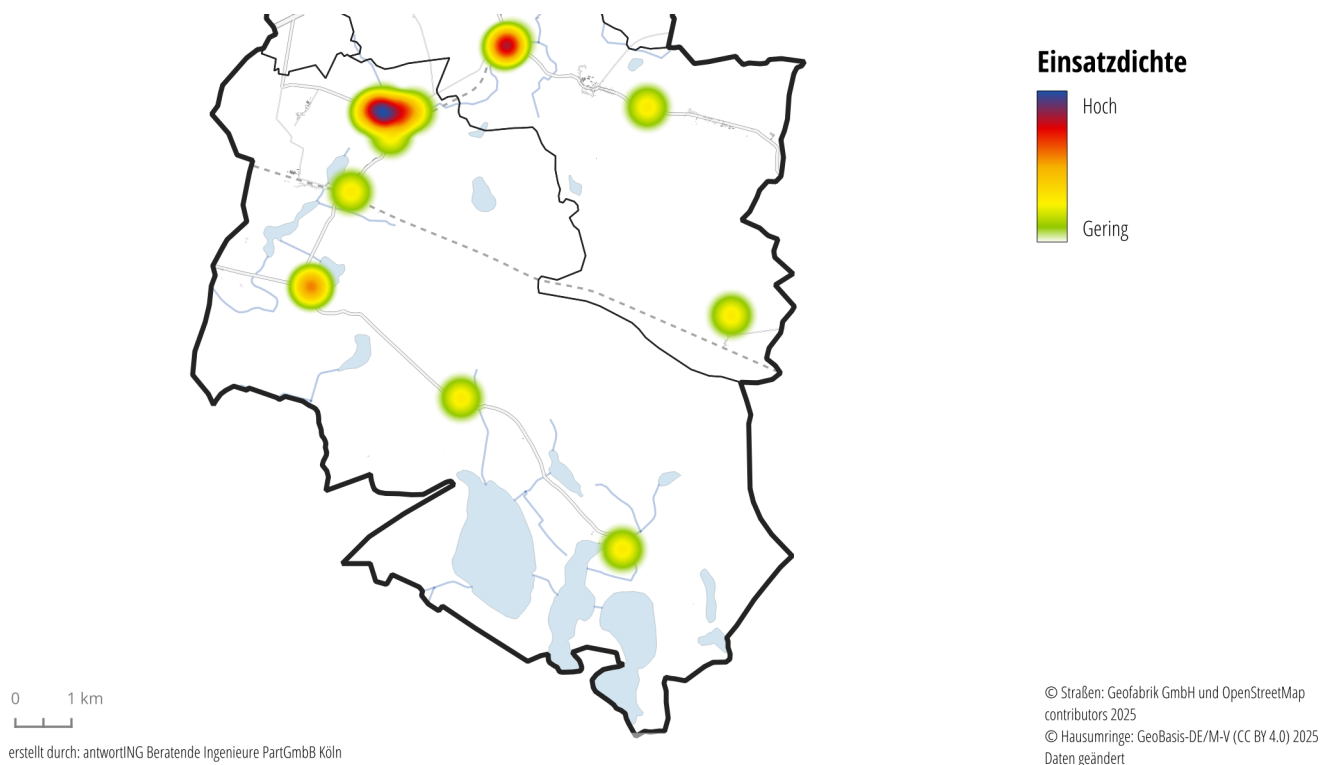 Einsatzdichte
Hoch
Gering
0 1 km
erstellt durch: antwortING Beratende Ingenieure PartGmbB Köln
© Straßen: Geofabrik GmbH und OpenStreetMap
contributors 2025
© Hausumringe: GeoBasis-DE/M-V (CC BY 4.0) 2025
Daten geändert